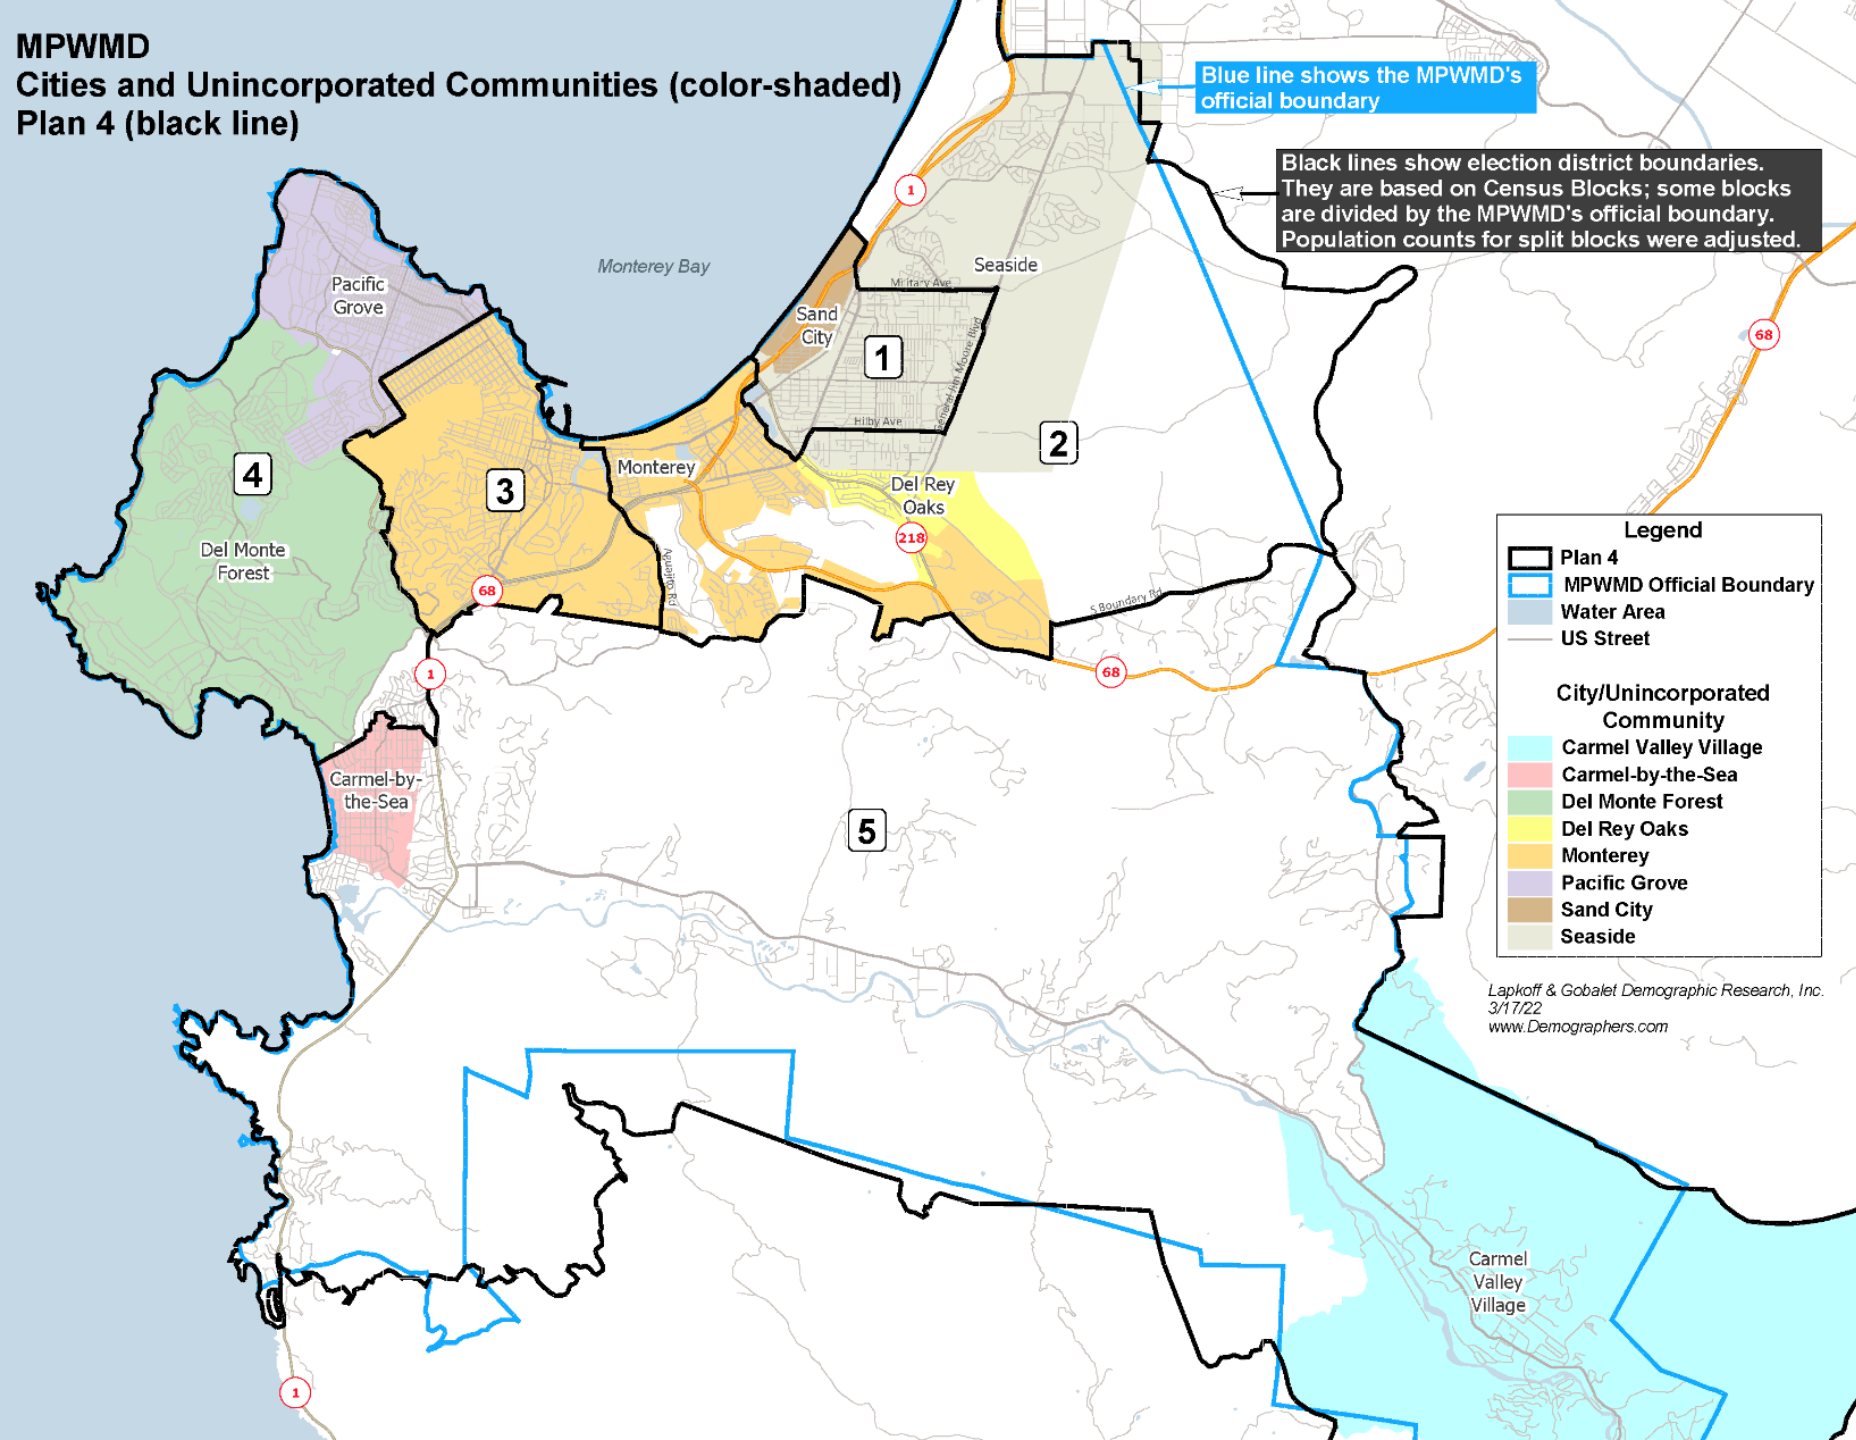 MPWMD
Cities and Unincorporated Communities (color-shaded)
Plan 4 (black line)
Blue line shows the MPWMD's
official boundary
Black lines show election district boundaries.
They are based on Census Blocks; some blocks
are divided by the MPWMD's official boundary.
Population counts for split blocks were adjusted.
1
Monterey Bay
Seaside
Military Ave
Pacific
Grove
Sand
City
1
General Jim Moore Blvd
68
Hilby Ave
2
4
3
Monterey
Del Rey
Oaks
218
Del Monte
Forest
Aguajito Rd
68
S Boundary Rd
1
68
Carmel-by-
the-Sea
5
Legend
Plan 4
MPWMD Official Boundary
Water Area
US Street
City/Unincorporated
Community
Carmel Valley Village
Carmel-by-the-Sea
Del Monte Forest
Del Rey Oaks
Monterey
Pacific Grove
Sand City
Seaside
Lapkoff & Gobalet Demographic Research, Inc.
3/17/22
www.Demographers.com
Carmel
Valley
Village
1